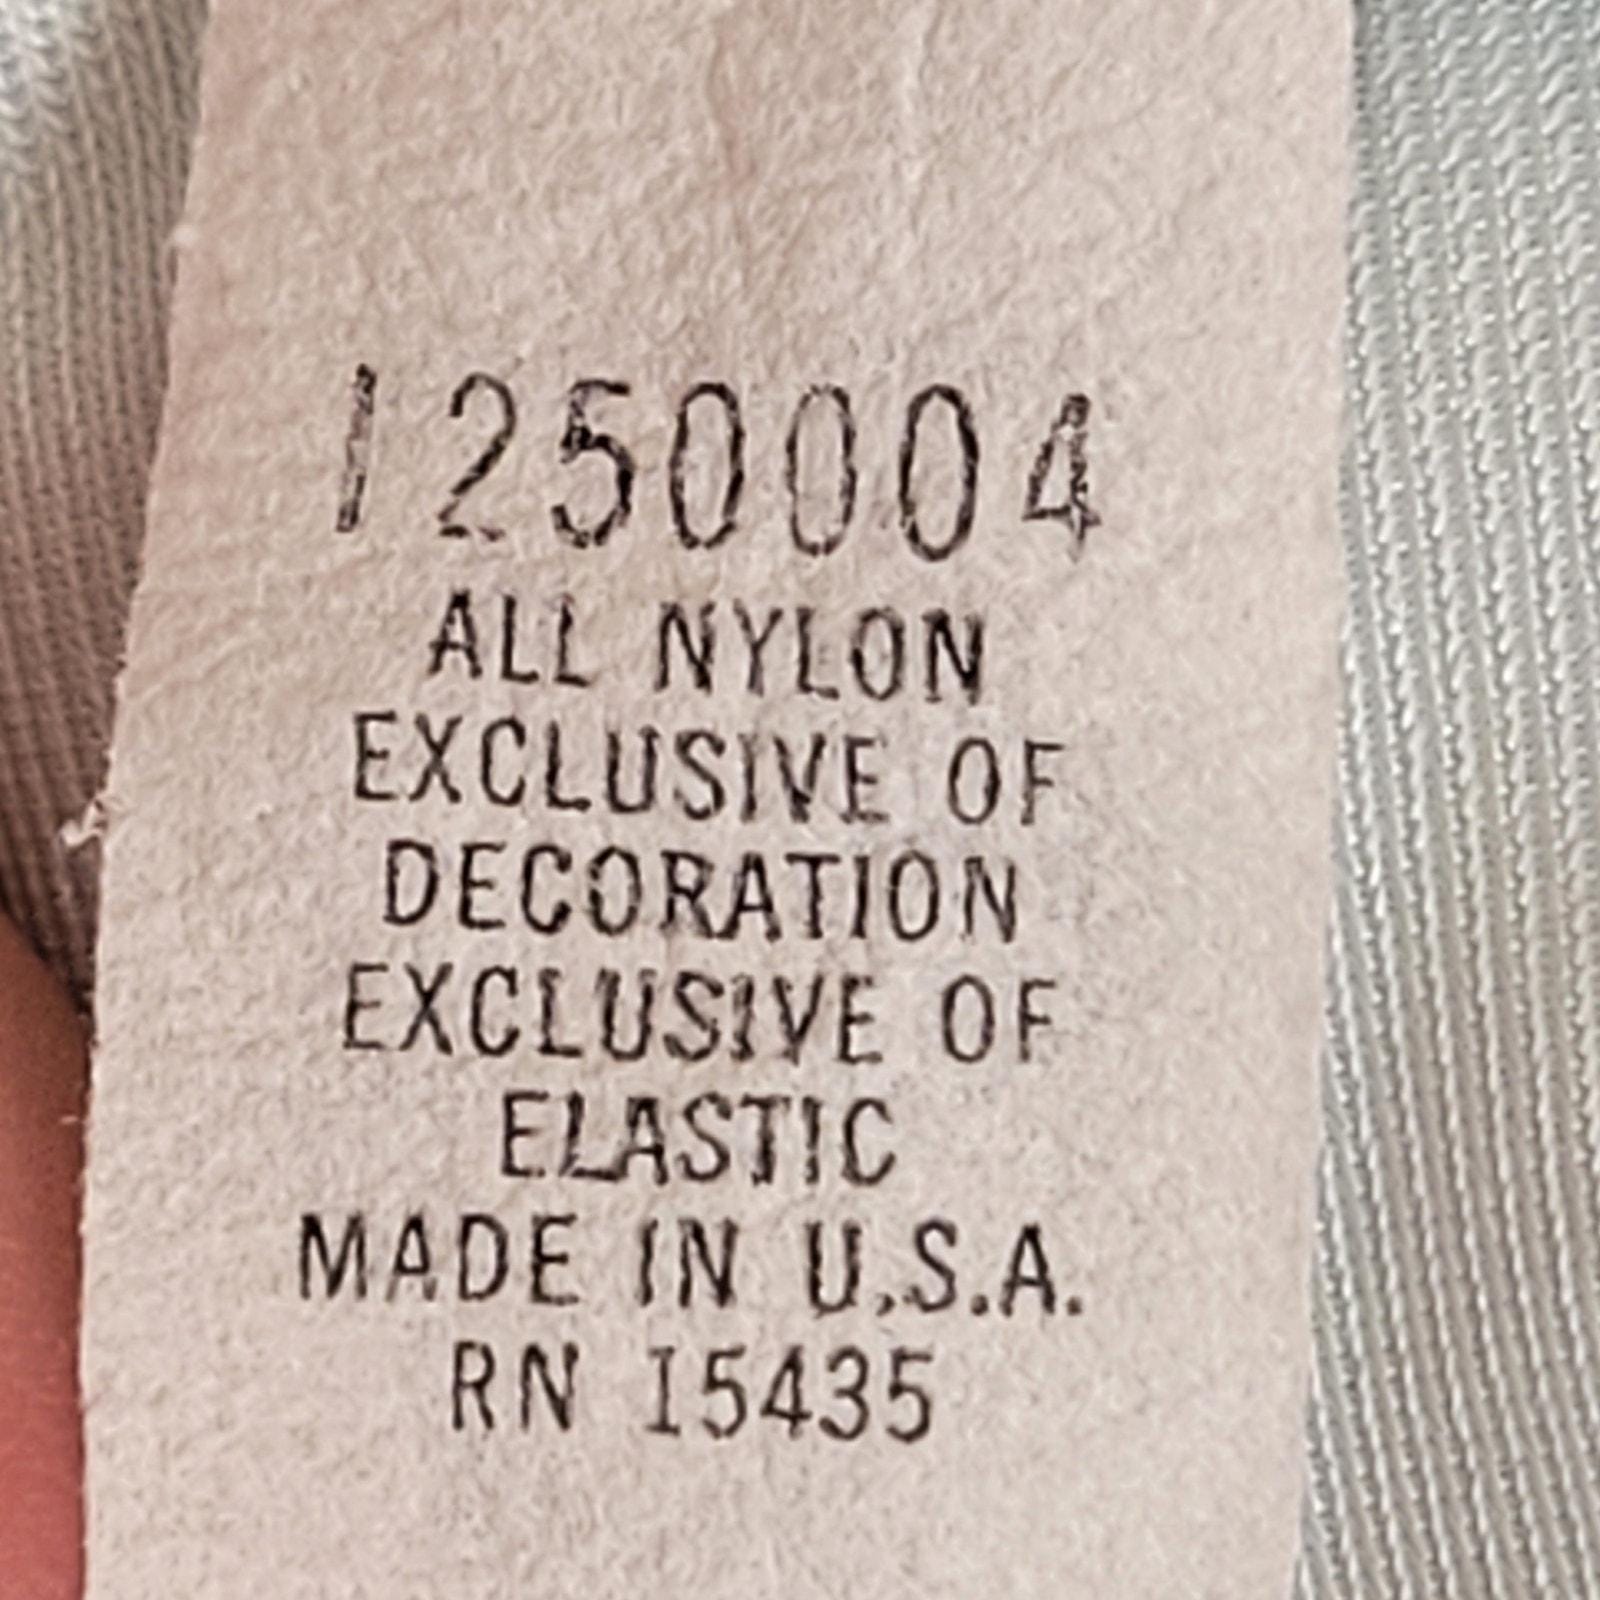 1250004
ALL NYLON
EXCLUSIVE OF
DECORATION
EXCLUSIVE OF
ELASTIC
MADE IN U.S.A.
RN 15435